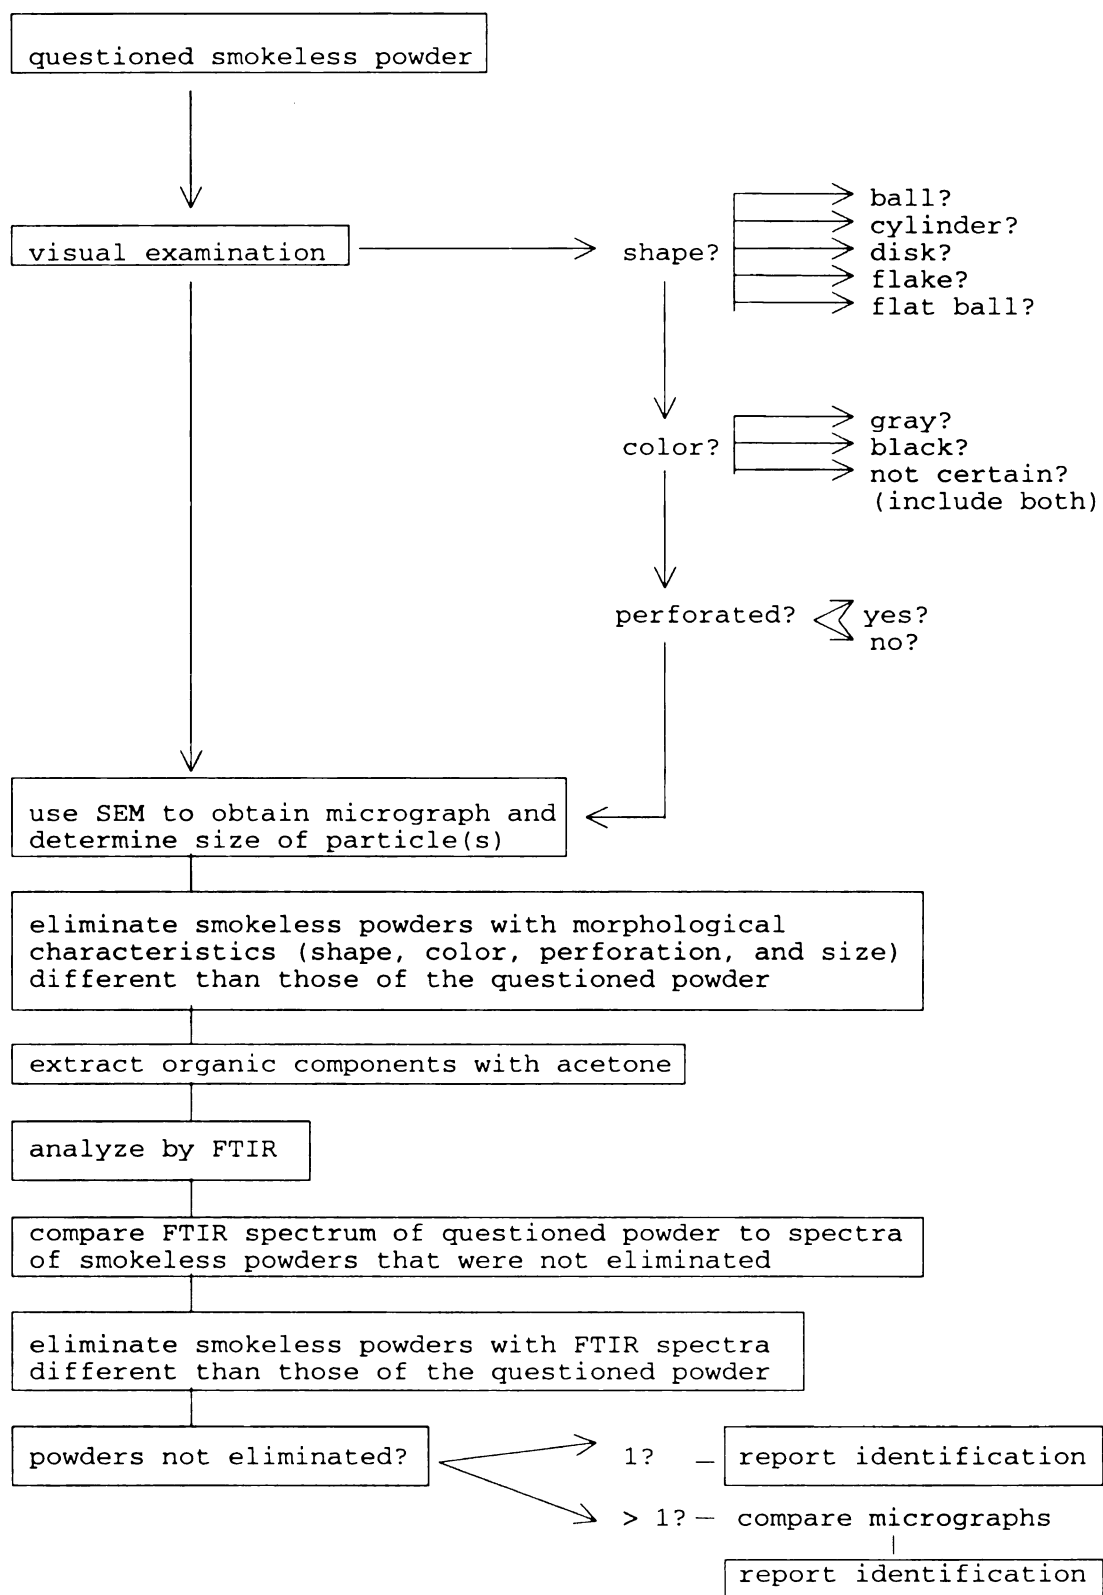 questioned smokeless powder
ball?
cylinder?
visual examination
shape?
disk?
flake?
flat ball?
gray?
color?
black?
not certain?
(include both)
perforated?
yes?
no?
use SEM to obtain micrograph and
determine size of particle(s)
eliminate smokeless powders with morphological
characteristics (shape, color, perforation, and size)
different than those of the questioned powder
extract organic components with acetone
analyze by FTIR
compare FTIR spectrum of questioned powder to spectra
of smokeless powders that were not eliminated
eliminate smokeless powders with FTIR spectra
different than those of the questioned powder
powders not eliminated?
1? — report identification
> 1? — compare micrographs
report identification